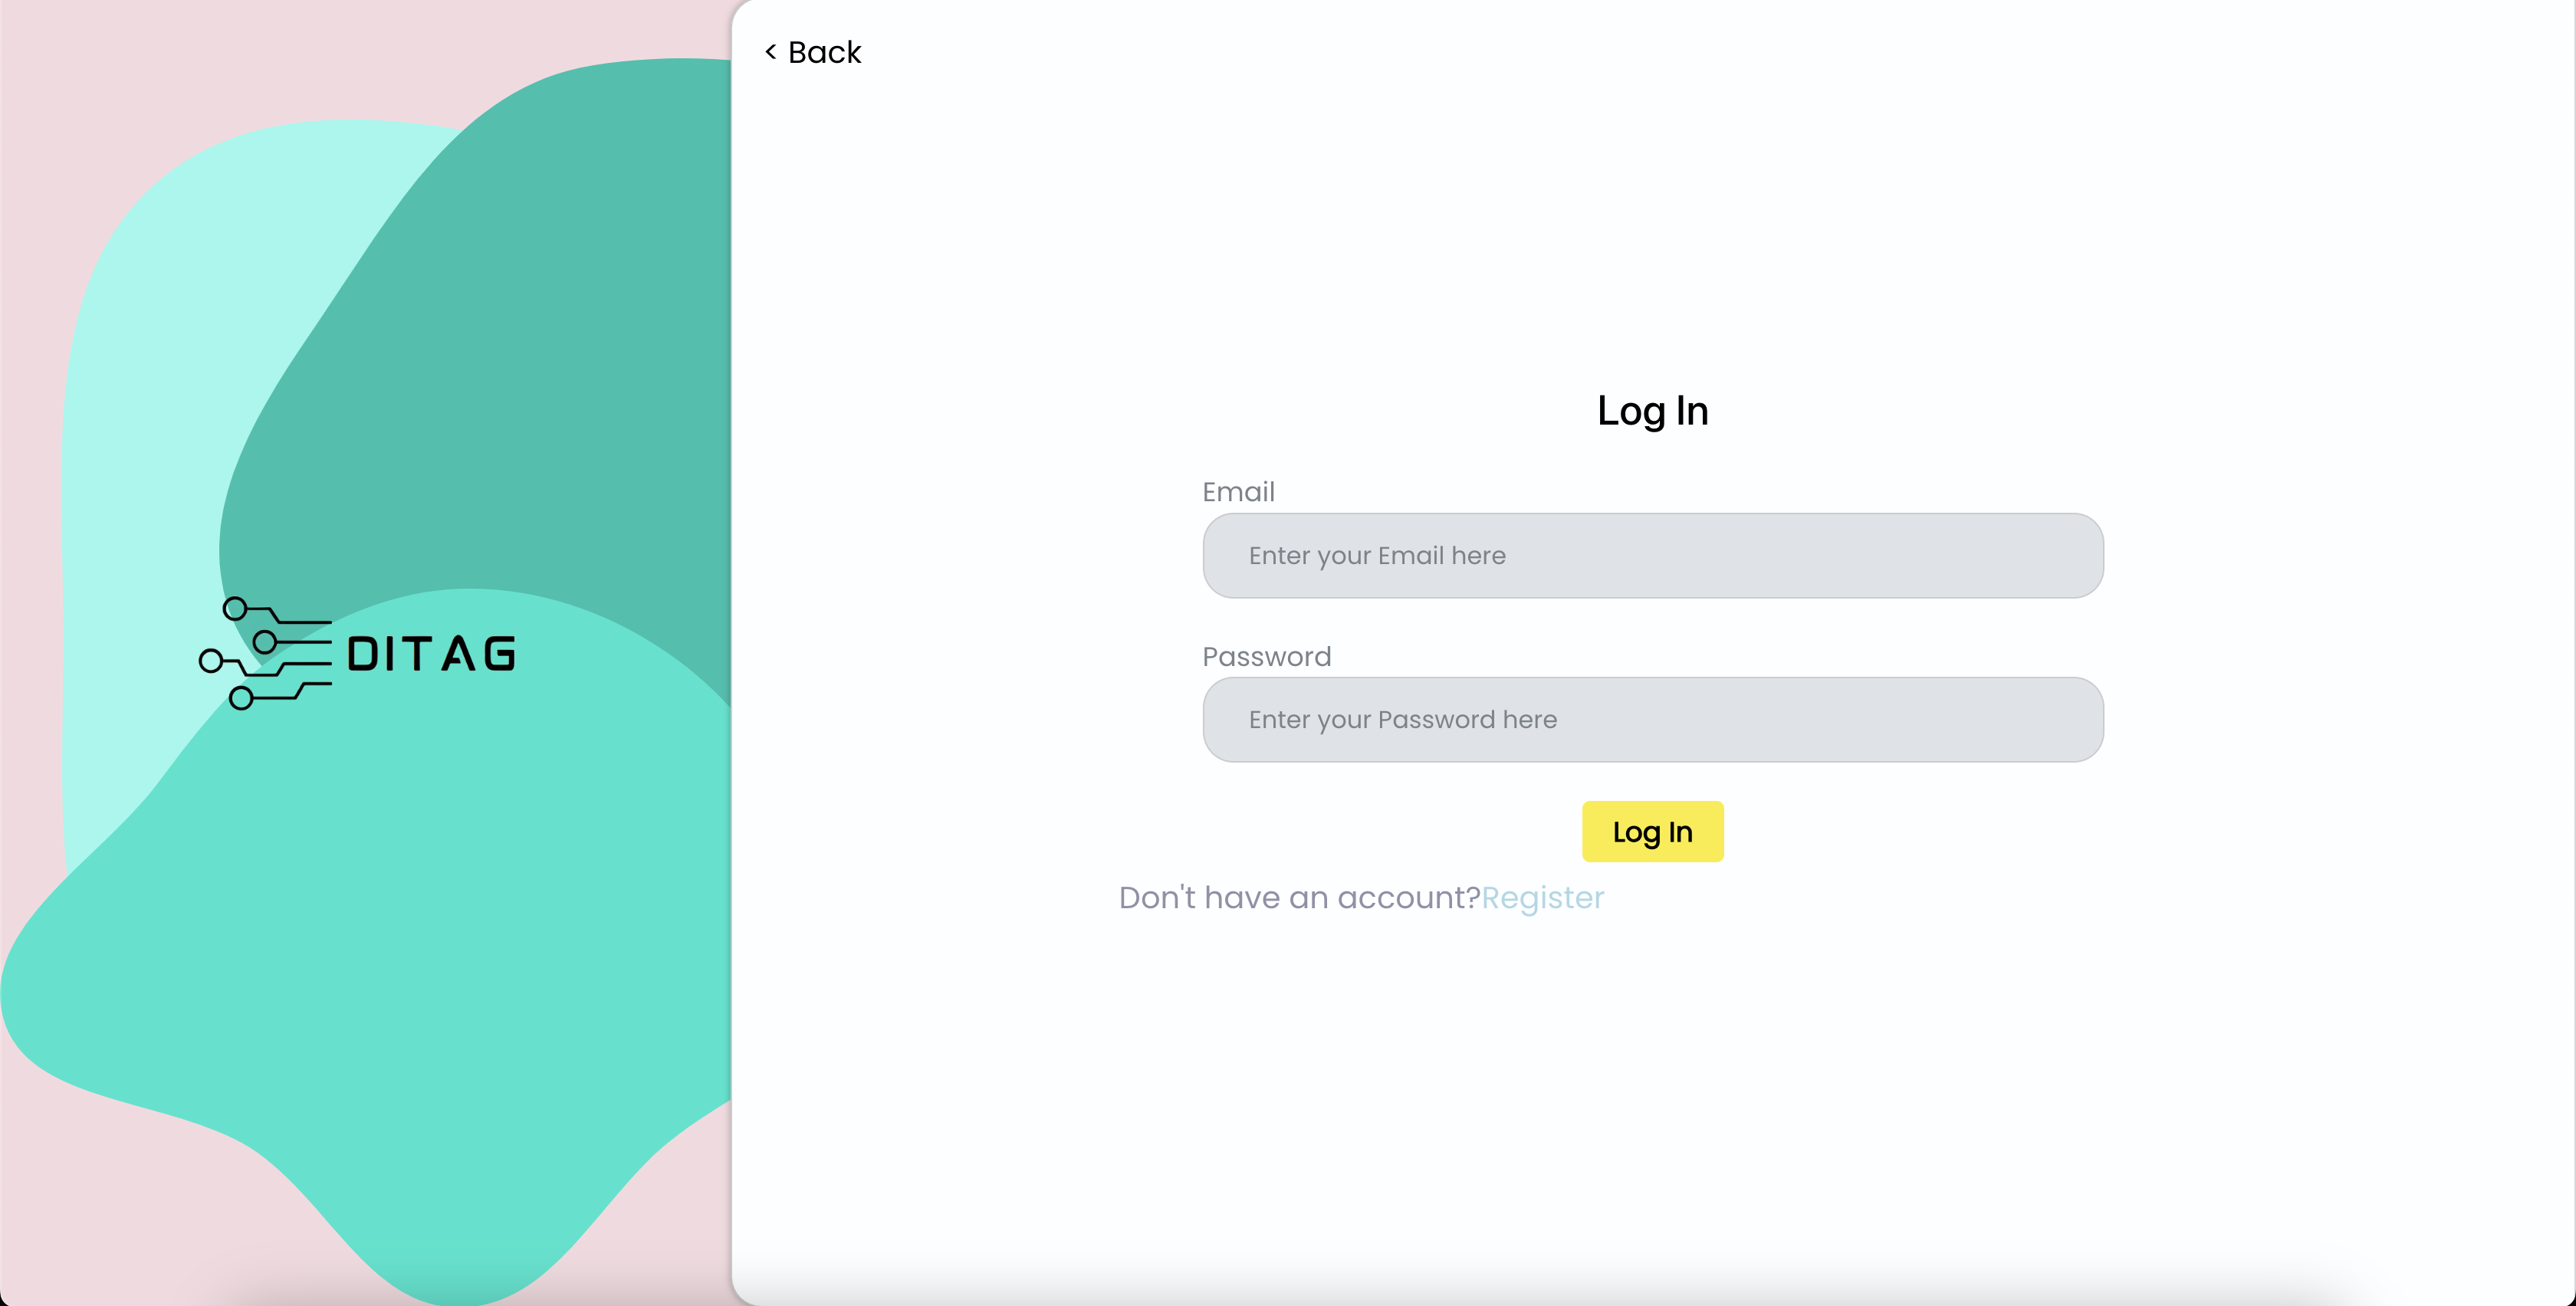 < Back
DITAG
Log In
Email
Enter your Email here
Password
Enter your Password here
Log In
Don't have an account?Register